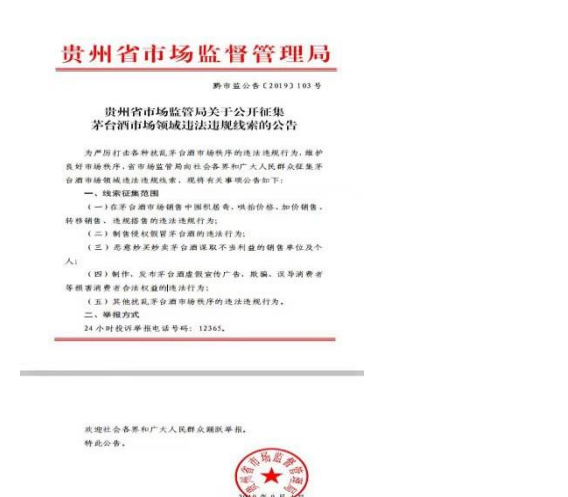 贵州省市场监督管理局
黔市监公告〔2019〕103号
贵州省市场监管局关于公开征集
茅台酒市场领域违法违规线索的公告
为严厉打击各种扰乱茅台酒市场秩序的违法违规行为,维护
良好市场秩序,省市场监管局向社会各界和广大人民群众征集茅
台酒市场领域违法违规线索。现将有关事项公告如下:
一、线索征集范围
(一)在茅台酒市场销售中囤积居奇、哄抬价格、加价销售、
转移销售、违规搭售的违法违规行为;
(二)制售侵权假冒茅台酒的违法行为;
(三)恶意炒买炒卖茅台酒谋取不当利益的销售单位及个
人;
(四)制作、发布茅台酒虚假宣传广告、欺骗、误导消费者
等损害消费者合法权益的违法行为;
(五)其他扰乱茅台酒市场秩序的违法违规行为。
二、举报方式
24小时投诉举报电话号码:12365。
欢迎社会各界和广大人民群众踊跃举报。
特此公告。
贵州省市场监督管理局